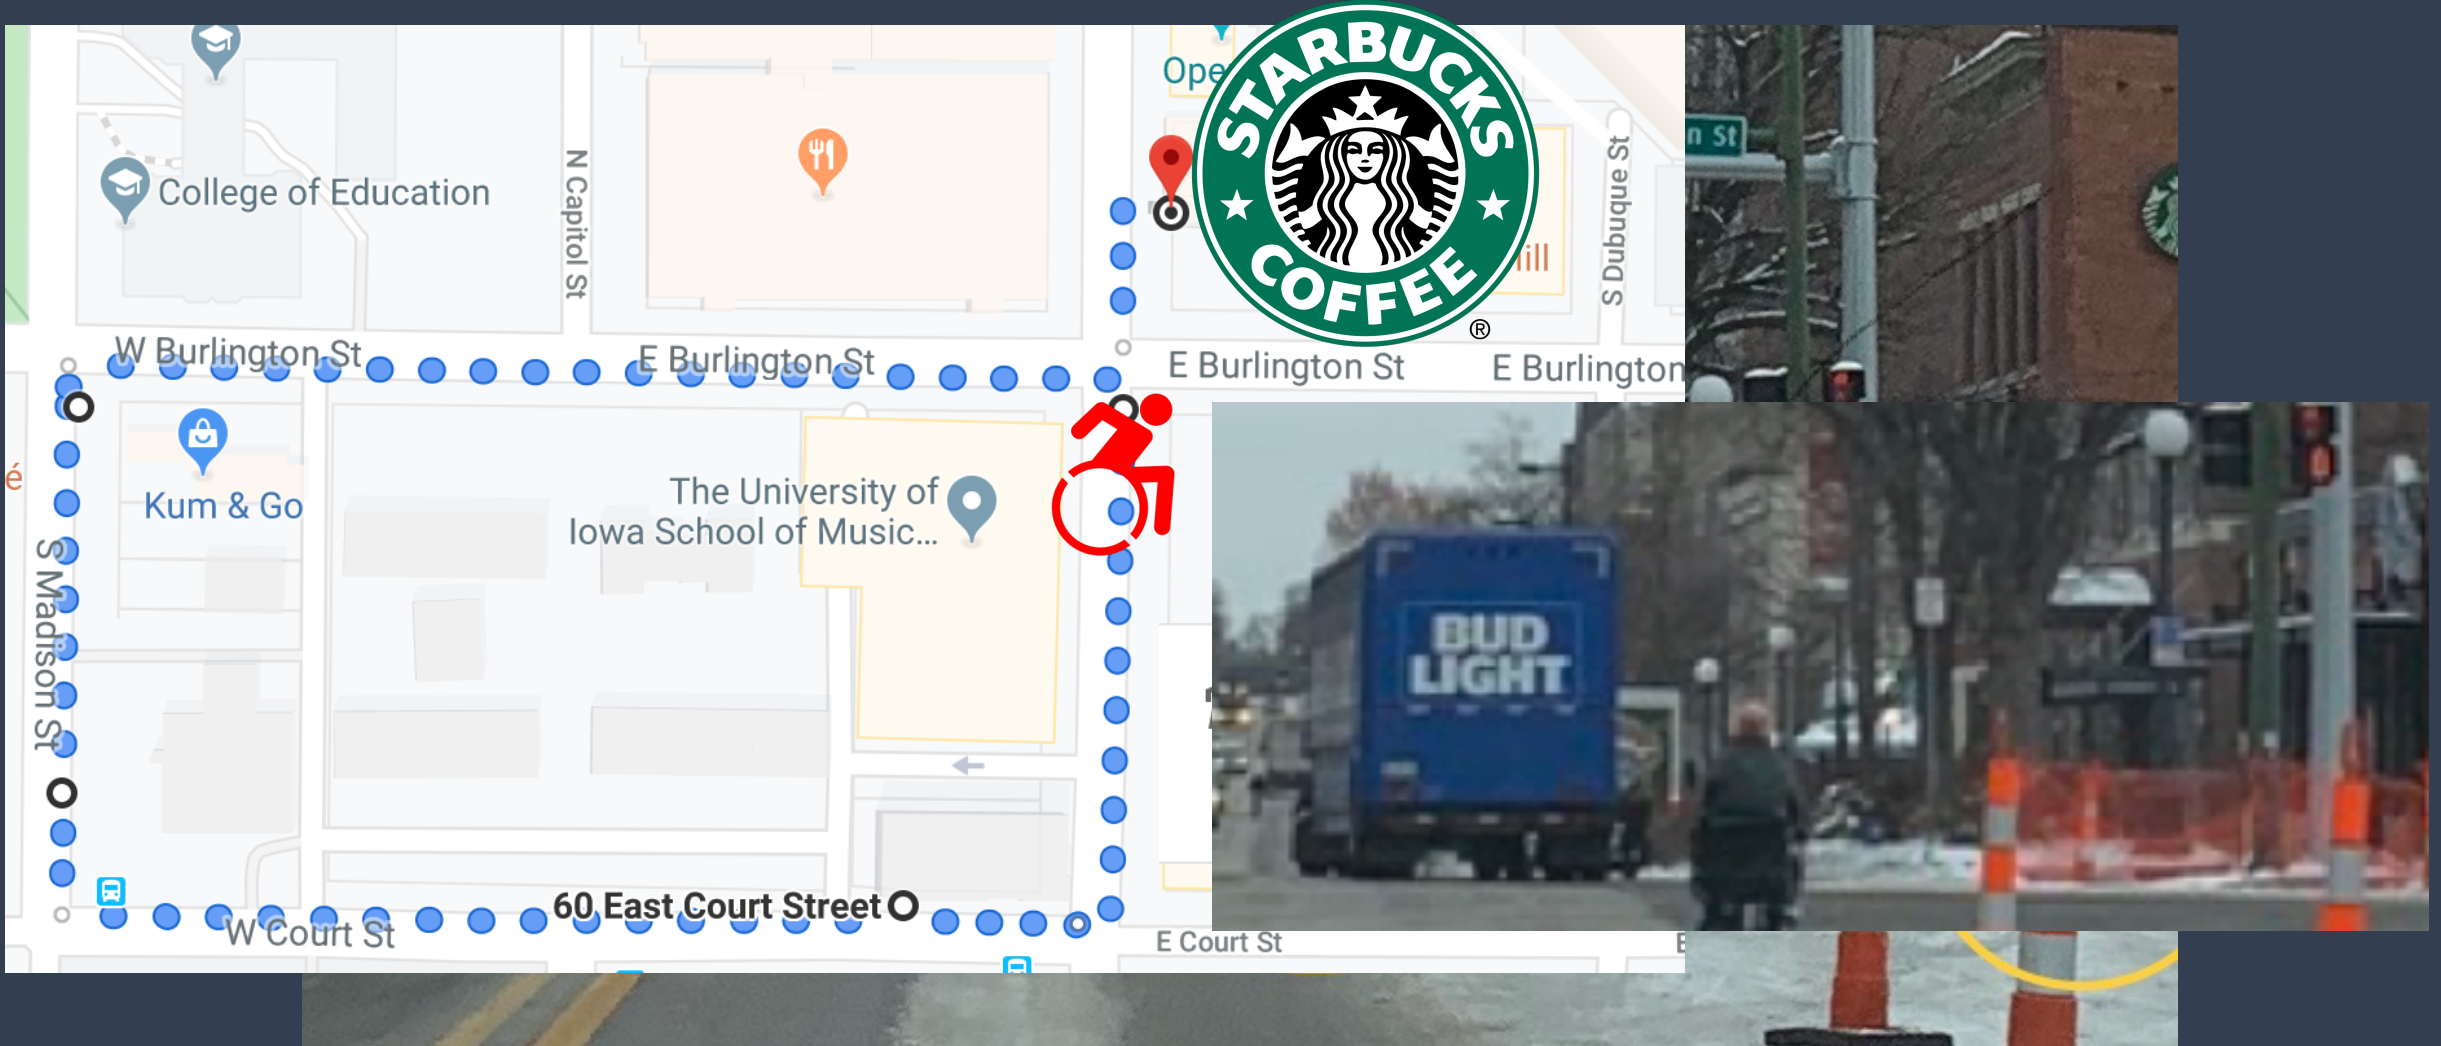 Ope
STARBUCKS
COFFEE
®
n St
N Capitol St
College of Education
S Dubuque St
ill
W Burlington St
E Burlington St
E Burlington St
E Burlington
é
Kum & Go
The University of
Iowa School of Music...
BUD
LIGHT
S Madison St
60 East Court Street
W Court St
E Court St
E